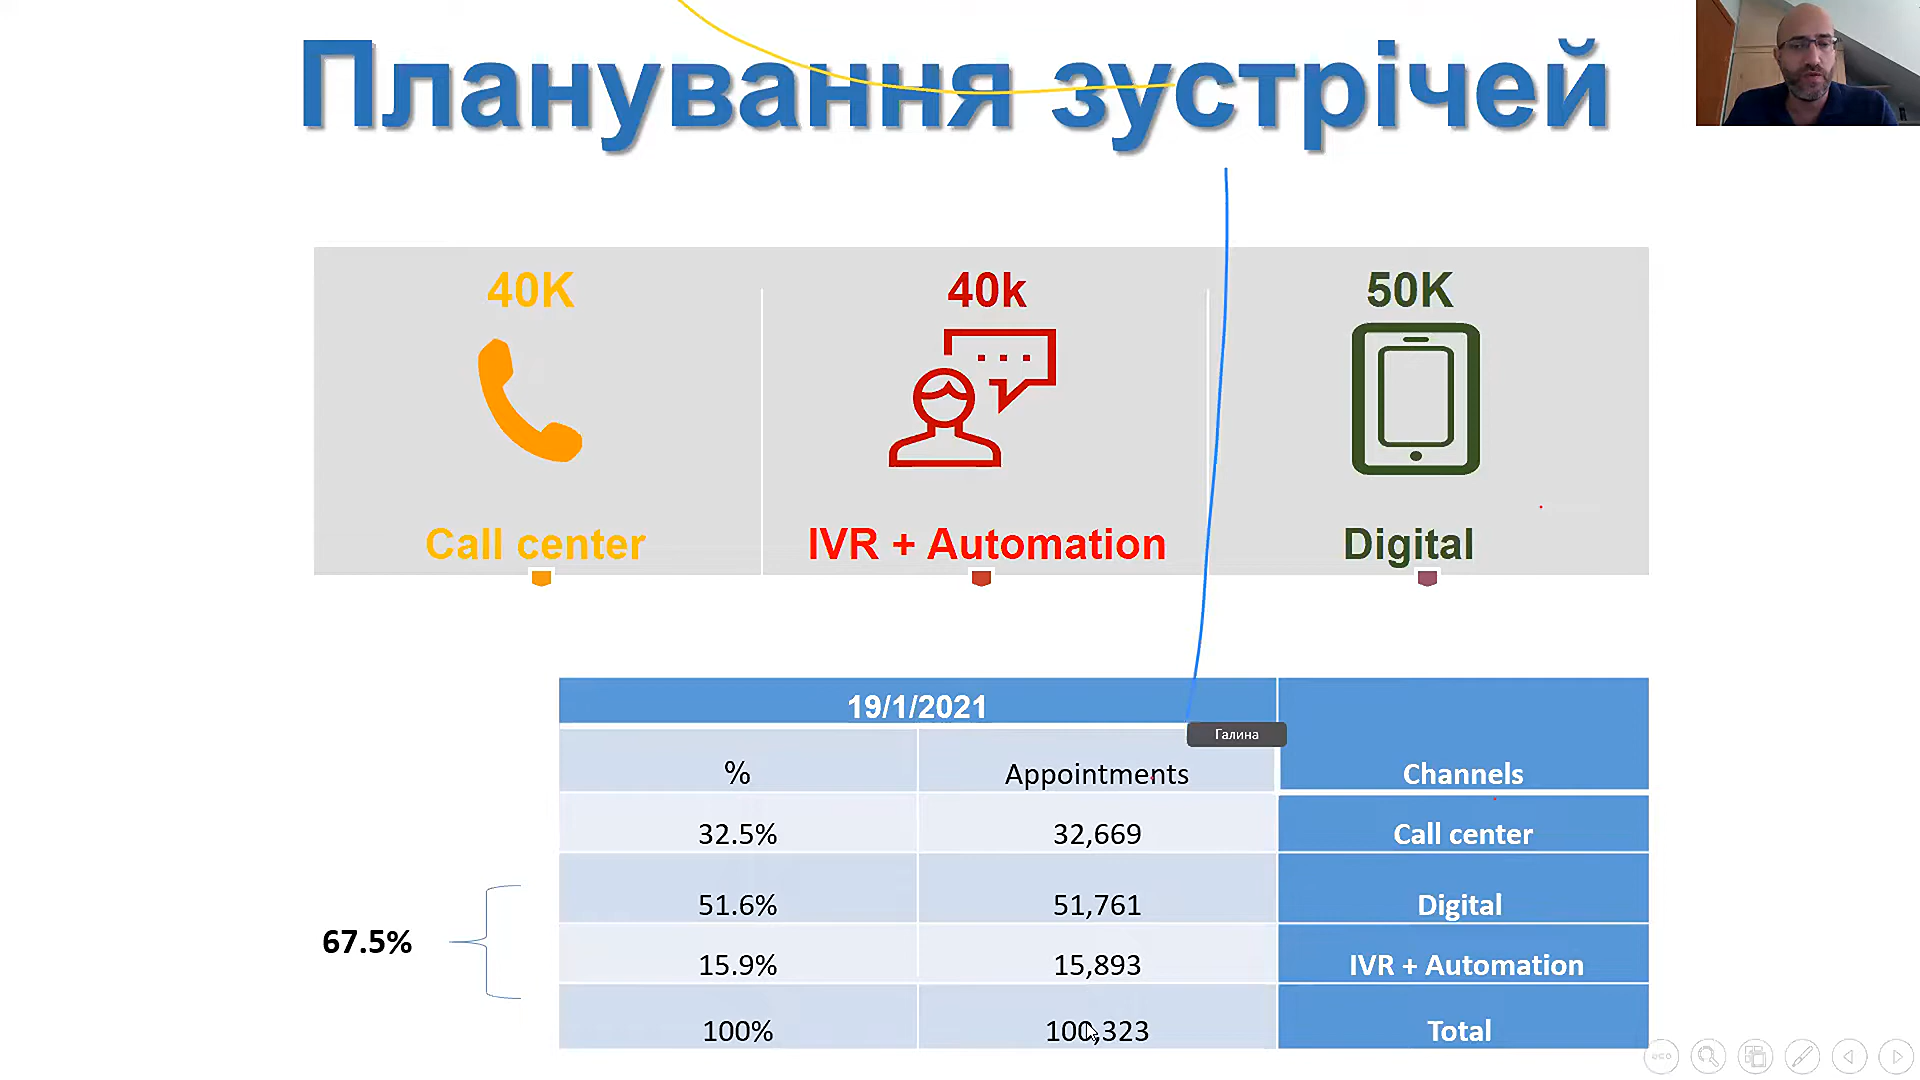 Планування зустрічей
40K 40k 50K
Call center IVR + Automation Digital
19/1/2021
Галина
% Appointments Channels
32.5% 32,669 Call center
51.6% 51,761 Digital
67.5%
15.9% 15,893 IVR + Automation
100% 100,323 Total